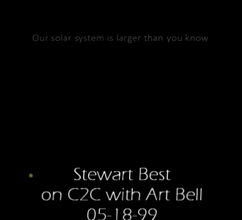 Our solar system is larger than you know
Stewart Best
on C2C with Art Bell
05-18-99